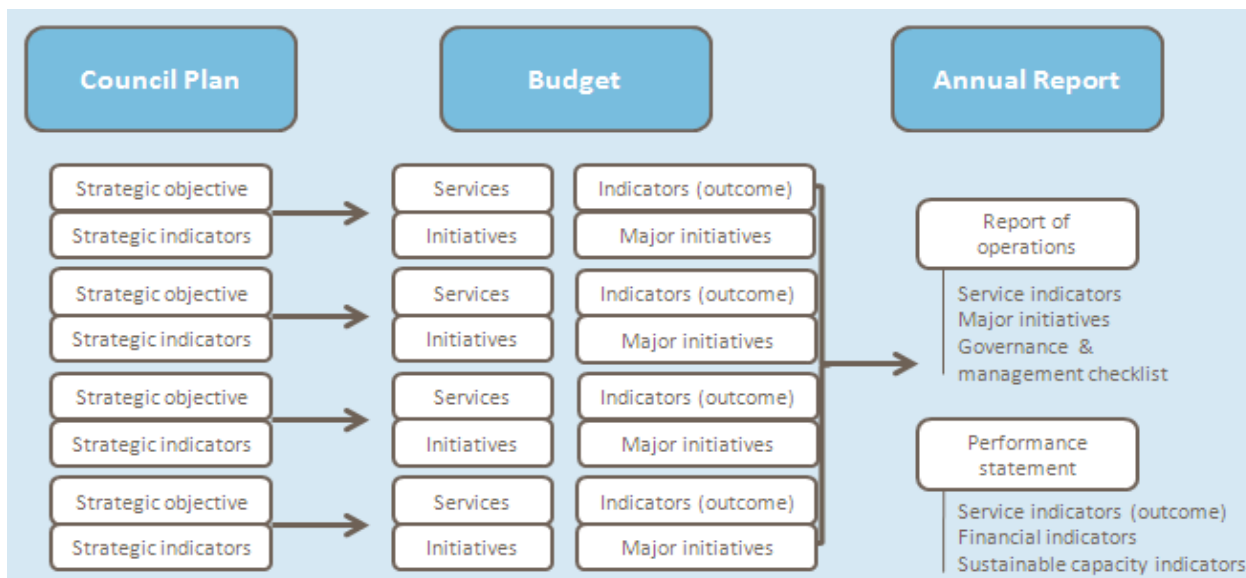 Council Plan
Budget
Annual Report
Strategic objective
Strategic indicators
Services
Initiatives
Indicators (outcome)
Major initiatives
Strategic objective
Strategic indicators
Services
Initiatives
Indicators (outcome)
Major initiatives
Strategic objective
Strategic indicators
Services
Initiatives
Indicators (outcome)
Major initiatives
Strategic objective
Strategic indicators
Services
Initiatives
Indicators (outcome)
Major initiatives
Report of
operations
Service indicators
Major initiatives
Governance &
management checklist
Performance
statement
Service indicators (outcome)
Financial indicators
Sustainable capacity indicators